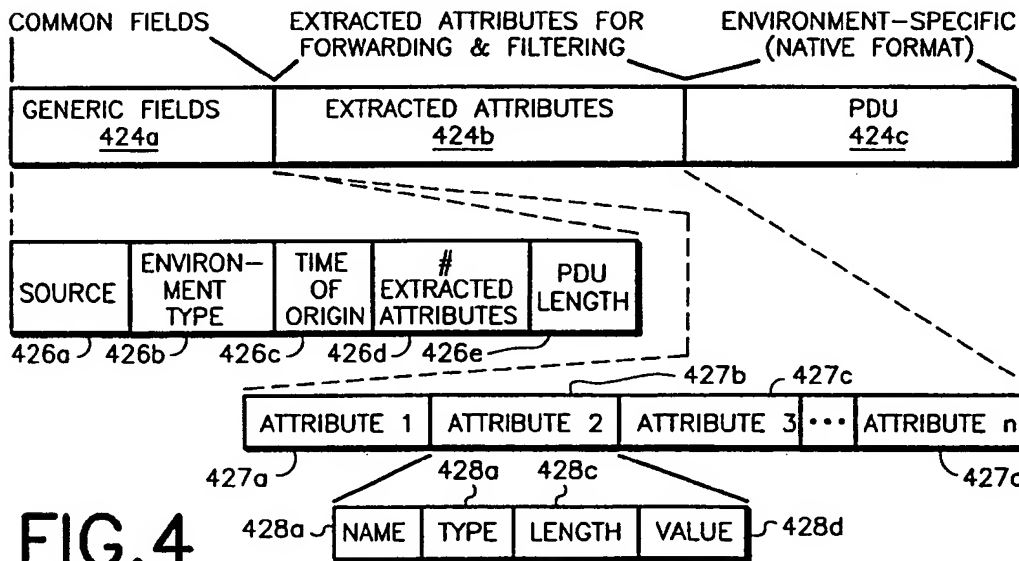 COMMON FIELDS
EXTRACTED ATTRIBUTES FOR
FORWARDING & FILTERING
ENVIRONMENT-SPECIFIC
(NATIVE FORMAT)
GENERIC FIELDS
424a
EXTRACTED ATTRIBUTES
424b
PDU
424c
SOURCE
ENVIRON-
MENT
TYPE
TIME
OF
ORIGIN
#
EXTRACTED
ATTRIBUTES
PDU
LENGTH
426a
426b
426c
426d
426e
427b
427c
ATTRIBUTE 1
ATTRIBUTE 2
ATTRIBUTE 3
•••
ATTRIBUTE n
427a
428a
428c
427d
428a
NAME
TYPE
LENGTH
VALUE
428d
FIG.4